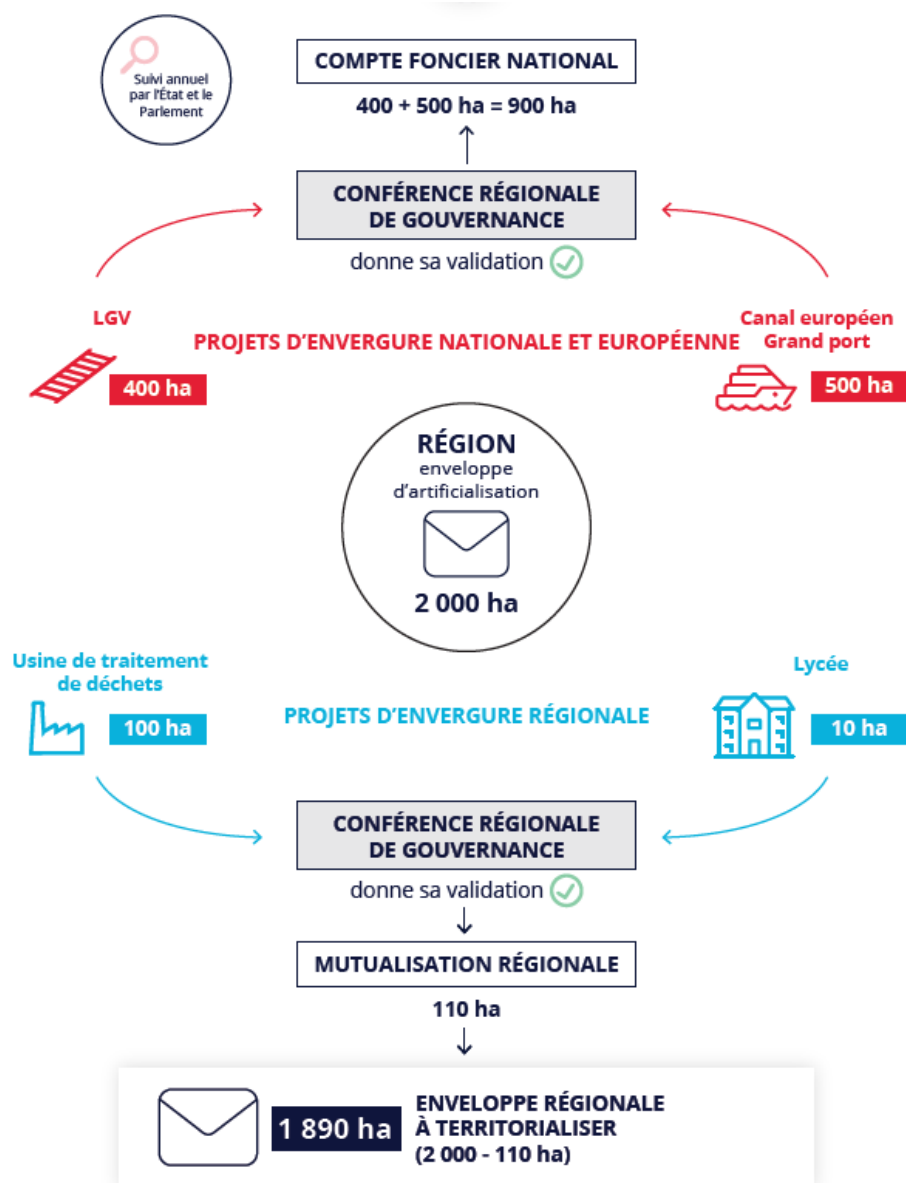 Suivi annuel
par l'État et le
Parlement
COMPTE FONCIER NATIONAL
400 + 500 ha = 900 ha
CONFÉRENCE RÉGIONALE
DE GOUVERNANCE
donne sa validation
LGV
400 ha
PROJETS D'ENVERGURE NATIONALE ET EUROPÉENNE
Canal européen
Grand port
500 ha
RÉGION
enveloppe
d'artificialisation
2 000 ha
Usine de traitement
de déchets
100 ha
PROJETS D'ENVERGURE RÉGIONALE
Lycée
10 ha
CONFÉRENCE RÉGIONALE
DE GOUVERNANCE
donne sa validation
MUTUALISATION RÉGIONALE
110 ha
1 890 ha
ENVELOPPE RÉGIONALE
À TERRITORIALISER
(2 000 - 110 ha)